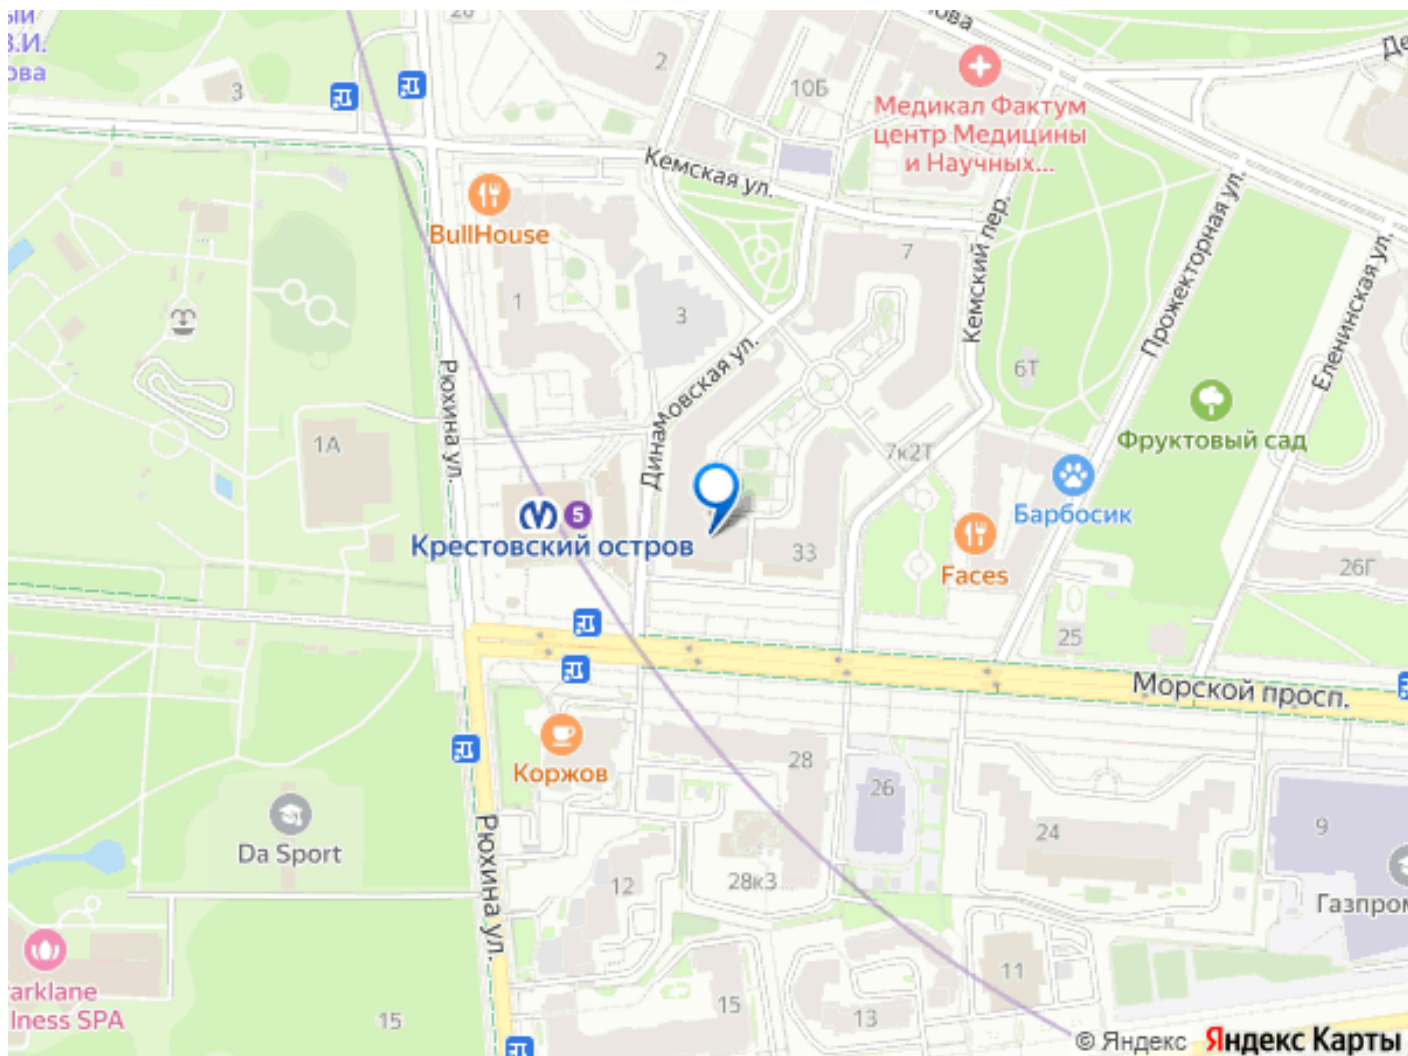 В.И.
3
2
10Б
Медикал Фактум
центр Медицины
и Научных...
Кемская ул.
BullHouse
Кемский пер.
Прожекторная ул.
Еленинская ул.
7
1
3
6Т
Рюхина ул.
Динамовская ул.
1А
7к2Т
Фруктовый сад
Барбосик
5
Крестовский остров
33
Faces
26Г
25
Морской просп.
Коржов
28
26
24
9
Da Sport
Рюхина ул.
12
28к3...
Газпром
11
15
13
15
arklane
lness SPA
© Яндекс Яндекс Карты